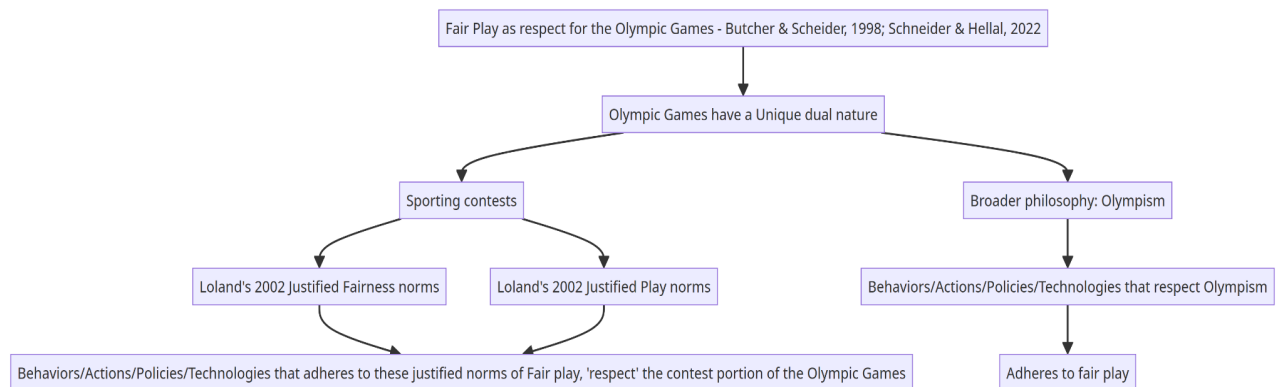 Fair Play as respect for the Olympic Games - Butcher & Scheider, 1998; Schneider & Hellal, 2022
Olympic Games have a Unique dual nature
Sporting contests
Broader philosophy: Olympism
Loland's 2002 Justified Fairness norms
Loland's 2002 Justified Play norms
Behaviors/Actions/Policies/Technologies that respect Olympism
Behaviors/Actions/Policies/Technologies that adheres to these justified norms of Fair play, 'respect' the contest portion of the Olympic Games
Adheres to fair play